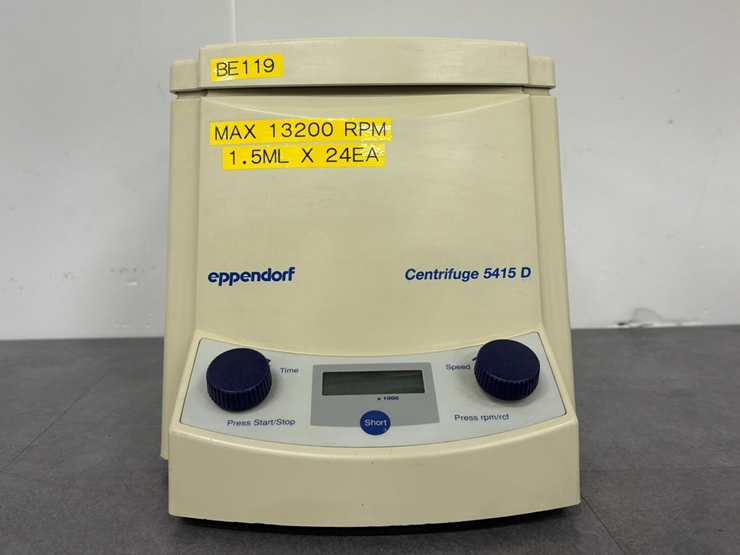 BE119
MAX 13200 RPM
1.5ML X 24EA
eppendorf
Centrifuge 5415 D
Time
Speed
x 1000
Short
Press Start/Stop
Press rpm/rcf